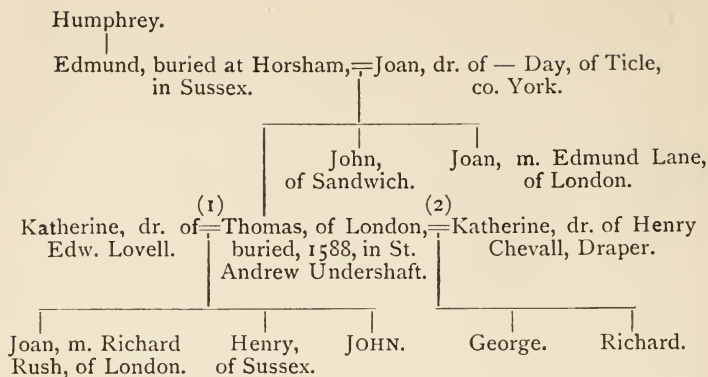 Humphrey.
Edmund, buried at Horsham,=Joan, dr. of — Day, of Ticle,
in Sussex. co. York.
John, Joan, m. Edmund Lane,
of Sandwich. of London.
(1) (2)
Katherine, dr. of=Thomas, of London,=Katherine, dr. of Henry
Edw. Lovell. buried, 1588, in St. Chevall, Draper.
Andrew Undershaft.
Joan, m. Richard Henry, JOHN. George. Richard.
Rush, of London. of Sussex.